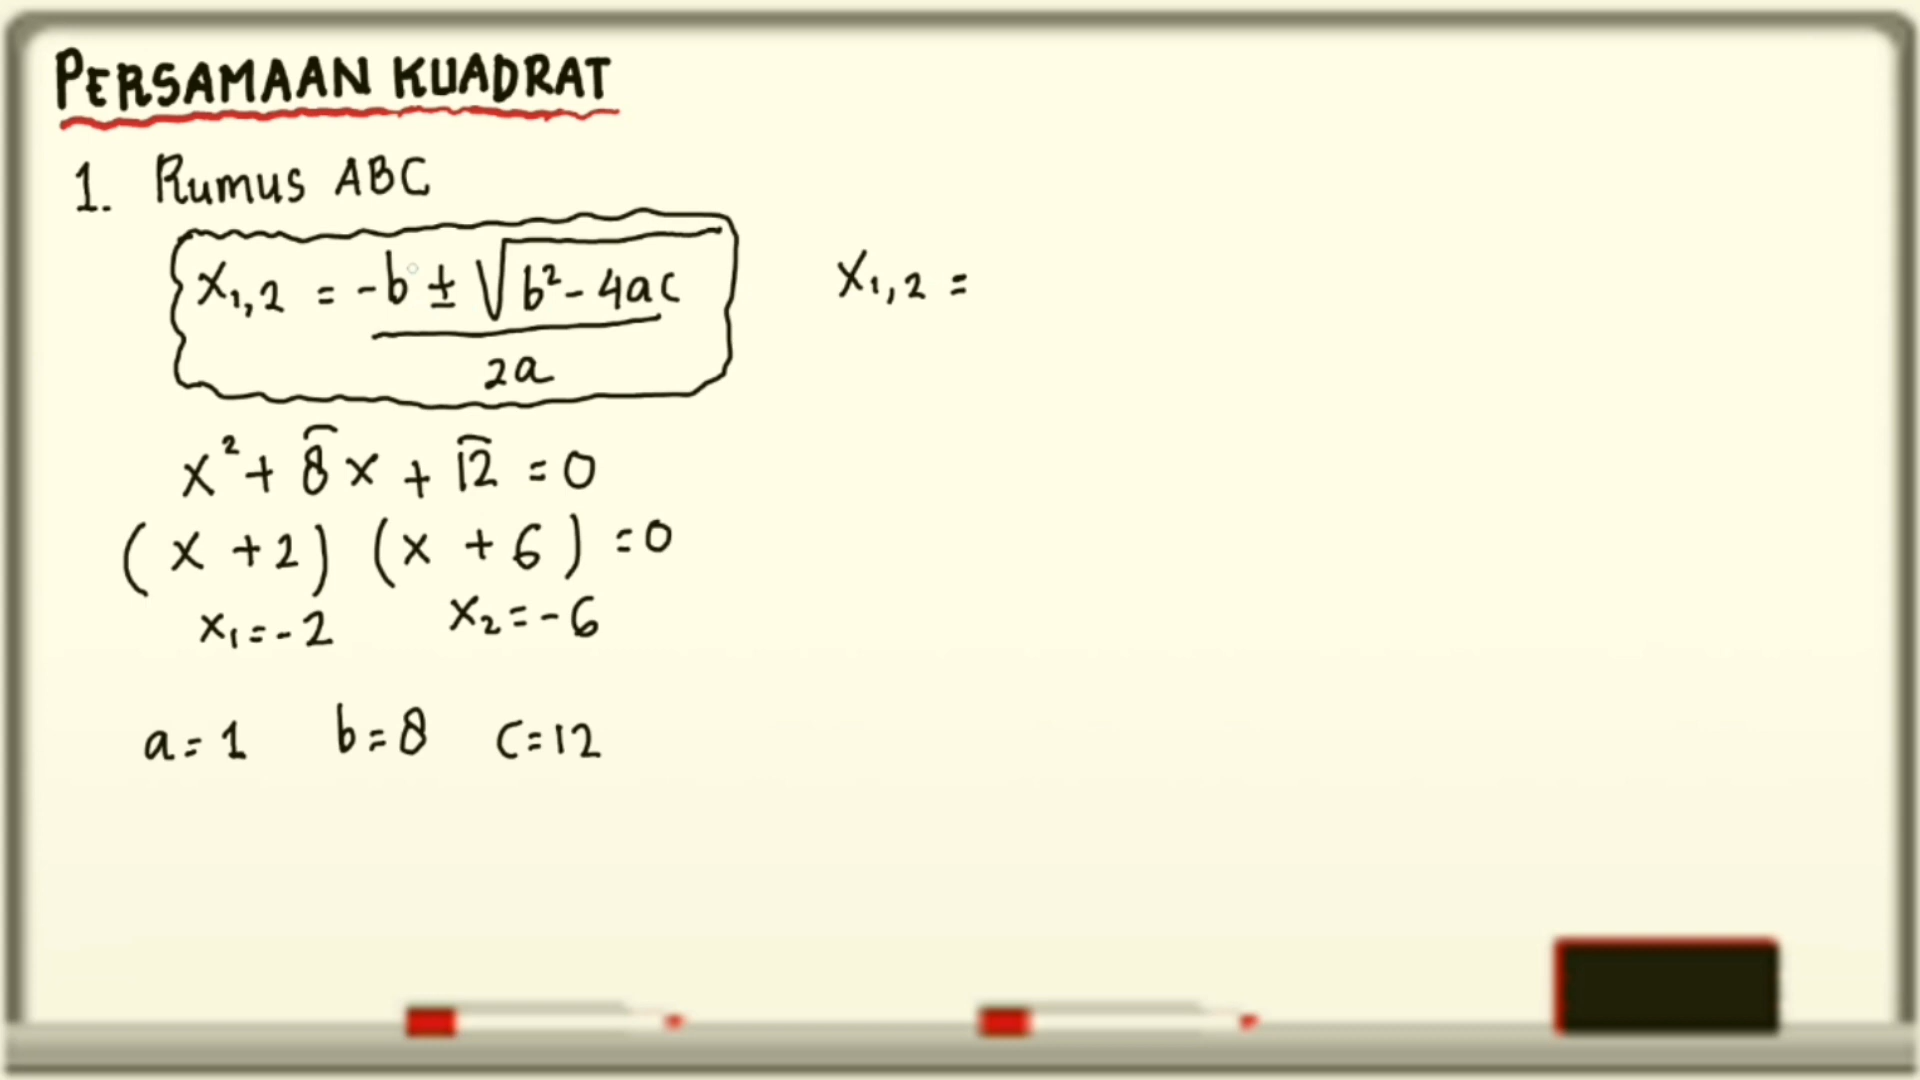 PERSAMAAN KUADRAT
1. Rumus ABC
X₁,₂ = -b ± √b² - 4ac
2a
x² + 8x + 12 = 0
(x + 2) (x + 6) = 0
x₁ = -2 x₂ = -6
a = 1 b = 8 c = 12
X₁,₂ =